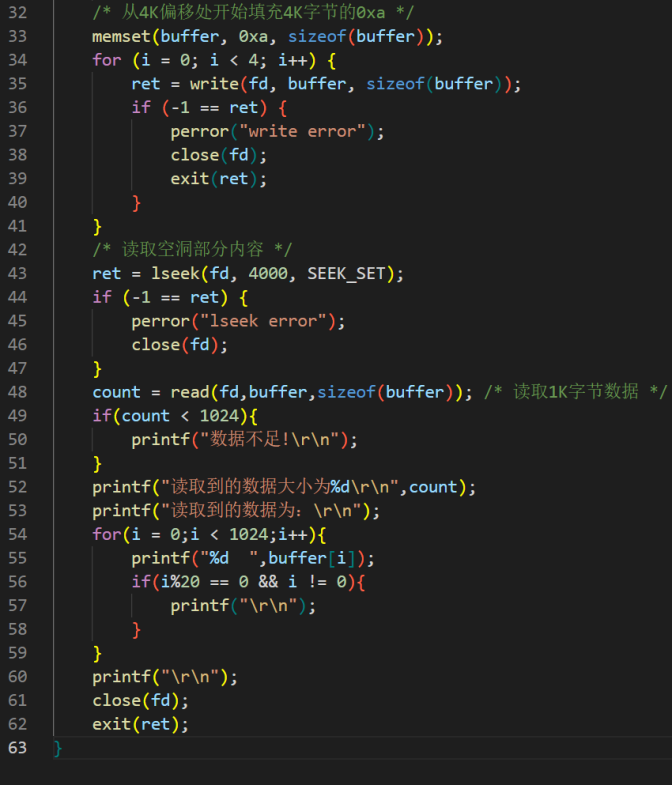 32 /* 从4K偏移处开始填充4K字节的0xa */
33 memset(buffer, 0xa, sizeof(buffer));
34 for (i = 0; i < 4; i++) {
35 ret = write(fd, buffer, sizeof(buffer));
36 if (-1 == ret) {
37 perror("write error");
38 close(fd);
39 exit(ret);
40 }
41 }
42 /* 读取空洞部分内容 */
43 ret = lseek(fd, 4000, SEEK_SET);
44 if (-1 == ret) {
45 perror("lseek error");
46 close(fd);
47 }
48 count = read(fd,buffer,sizeof(buffer)); /* 读取1K字节数据 */
49 if(count < 1024){
50 printf("数据不足!\r\n");
51 }
52 printf("读取到的数据大小为%d\r\n",count);
53 printf("读取到的数据为：\r\n");
54 for(i = 0;i < 1024;i++){
55 printf("%d  ",buffer[i]);
56 if(i%20 == 0 && i != 0){
57 printf("\r\n");
58 }
59 }
60 printf("\r\n");
61 close(fd);
62 exit(ret);
63 }